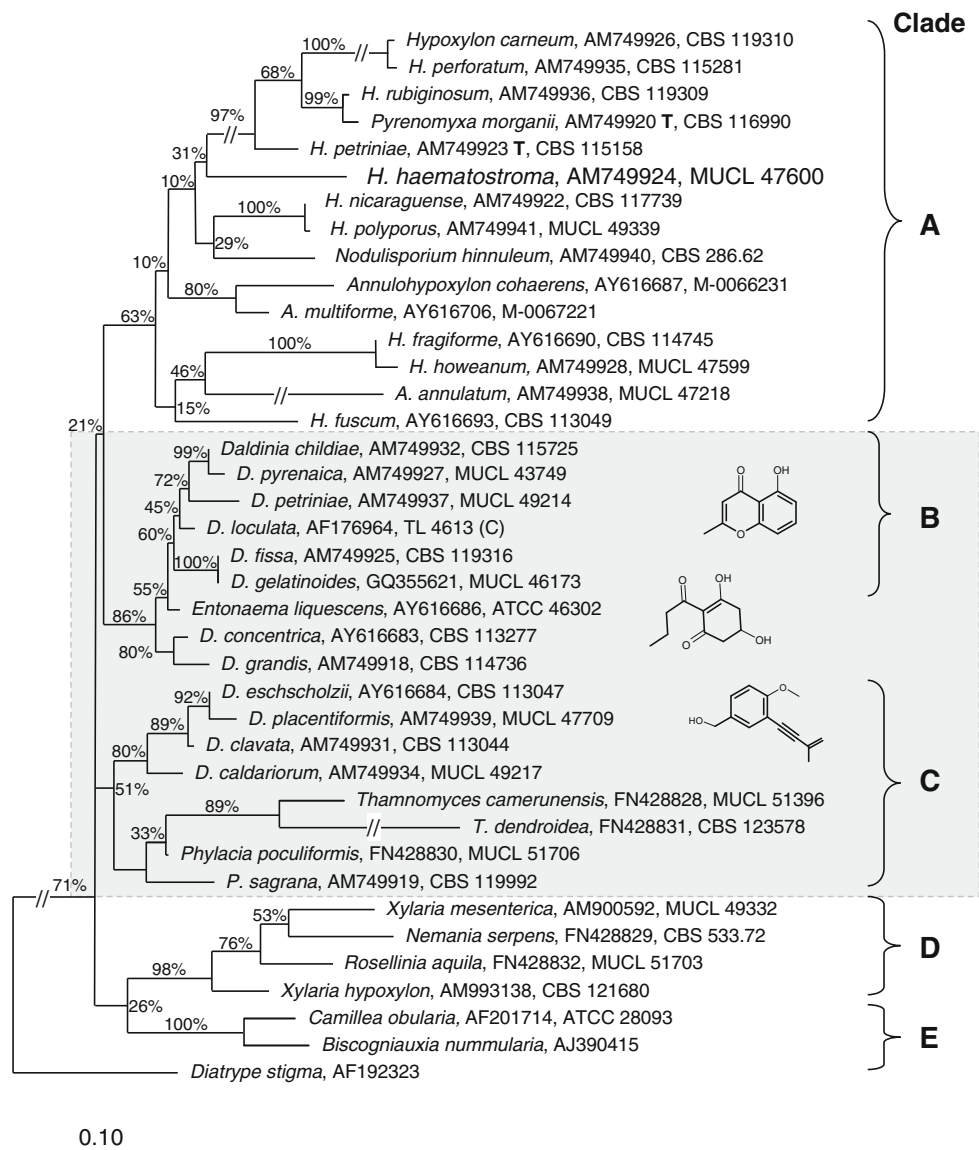 Clade
100%
Hypoxylon carneum, AM749926, CBS 119310
H. perforatum, AM749935, CBS 115281
68%
99%
H. rubiginosum, AM749936, CBS 119309
Pyrenomyxa morganii, AM749920 T, CBS 116990
97%
H. petriniae, AM749923 T, CBS 115158
31%
H. haematostroma, AM749924, MUCL 47600
10%
100%
H. nicaraguense, AM749922, CBS 117739
H. polyporus, AM749941, MUCL 49339
A
29%
Nodulisporium hinnuleum, AM749940, CBS 286.62
10%
80%
Annulohypoxylon cohaerens, AY616687, M-0066231
A. multiforme, AY616706, M-0067221
63%
100%
H. fragiforme, AY616690, CBS 114745
H. howeanum, AM749928, MUCL 47599
46%
A. annulatum, AM749938, MUCL 47218
15%
H. fuscum, AY616693, CBS 113049
21%
99%
Daldinia childiae, AM749932, CBS 115725
D. pyrenaica, AM749927, MUCL 43749
72%
D. petriniae, AM749937, MUCL 49214
45%
D. loculata, AF176964, TL 4613 (C)
O
OH
O
B
60%
100%
D. fissa, AM749925, CBS 119316
D. gelatinoides, GQ355621, MUCL 46173
55%
Entonaema liquescens, AY616686, ATCC 46302
O
OH
O
OH
86%
D. concentrica, AY616683, CBS 113277
80%
D. grandis, AM749918, CBS 114736
92%
D. eschscholzii, AY616684, CBS 113047
D. placentiformis, AM749939, MUCL 47709
89%
D. clavata, AM749931, CBS 113044
O
HO
80%
D. caldariorum, AM749934, MUCL 49217
51%
C
89%
Thamnomyces camerunensis, FN428828, MUCL 51396
T. dendroidea, FN428831, CBS 123578
33%
Phylacia poculiformis, FN428830, MUCL 51706
P. sagrana, AM749919, CBS 119992
71%
53%
Xylaria mesenterica, AM900592, MUCL 49332
Nemania serpens, FN428829, CBS 533.72
76%
D
Rosellinia aquila, FN428832, MUCL 51703
98%
Xylaria hypoxylon, AM993138, CBS 121680
26%
100%
Camillea obularia, AF201714, ATCC 28093
E
Biscogniauxia nummularia, AJ390415
Diatrype stigma, AF192323
0.10